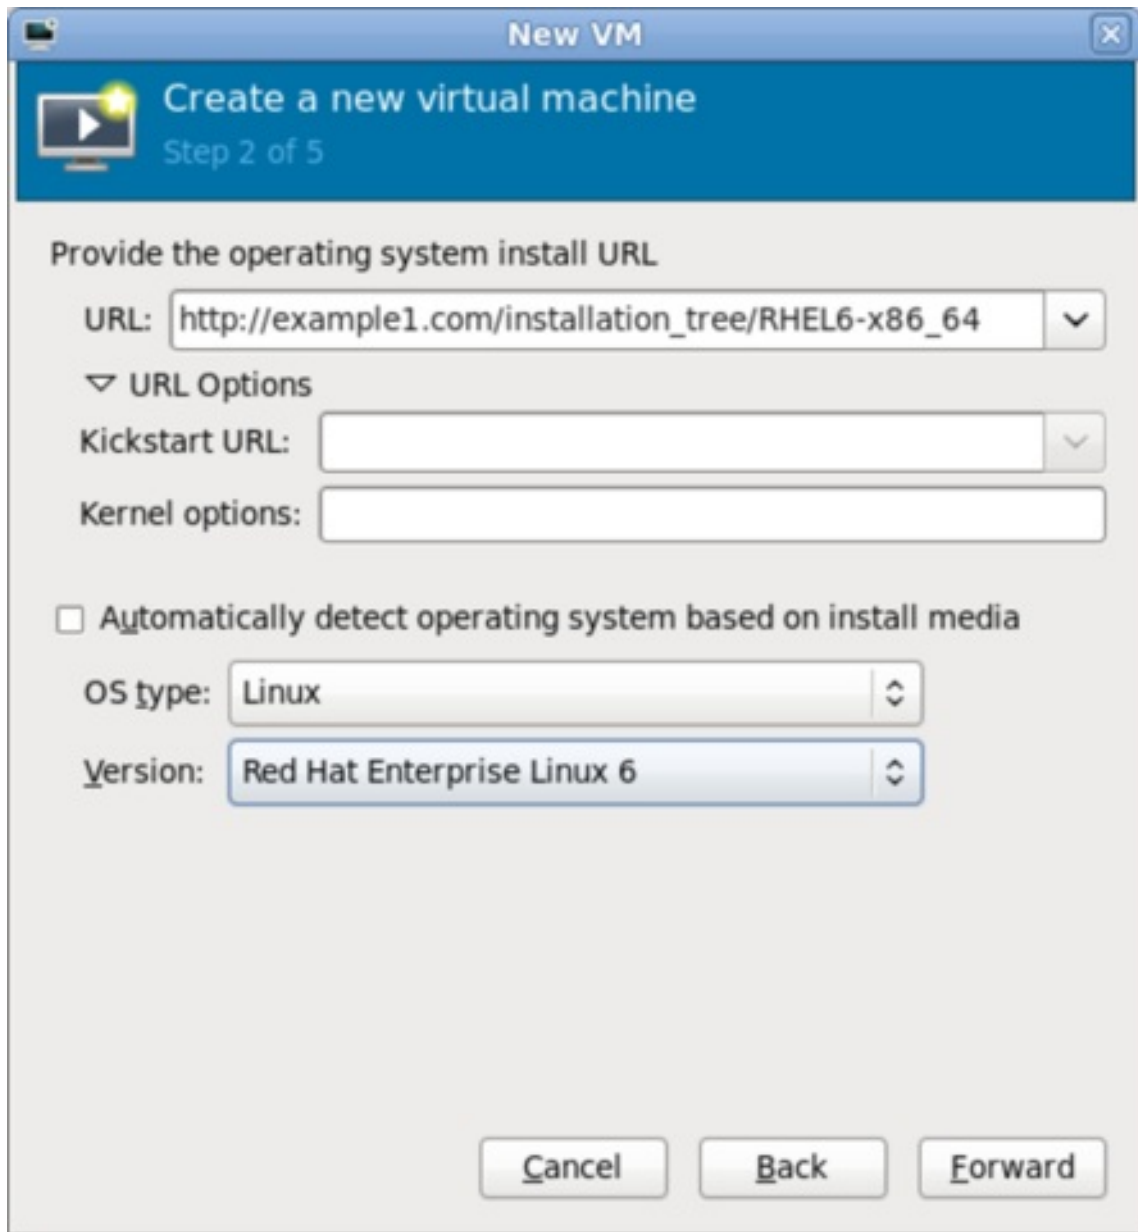 New VM
Create a new virtual machine
Step 2 of 5
Provide the operating system install URL
URL: http://example1.com/installation_tree/RHEL6-x86_64
URL Options
Kickstart URL:
Kernel options:
Automatically detect operating system based on install media
OS type: Linux
Version: Red Hat Enterprise Linux 6
Cancel Back Forward